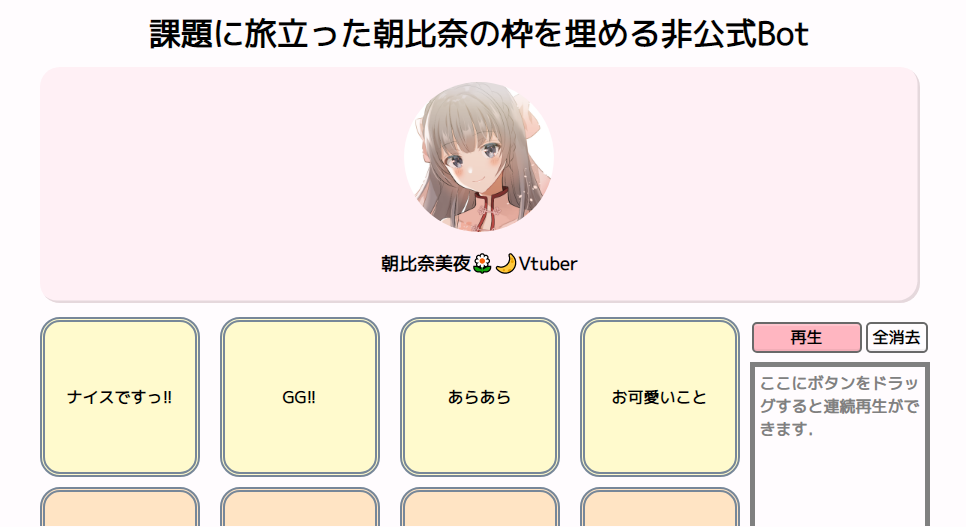 課題に旅立った朝比奈の枠を埋める非公式Bot
朝比奈美夜🌼🌙Vtuber
ナイスですっ!!
GG!!
あらあら
お可愛いこと
再生
全消去
ここにボタンをドラッ
グすると連続再生がで
きます.